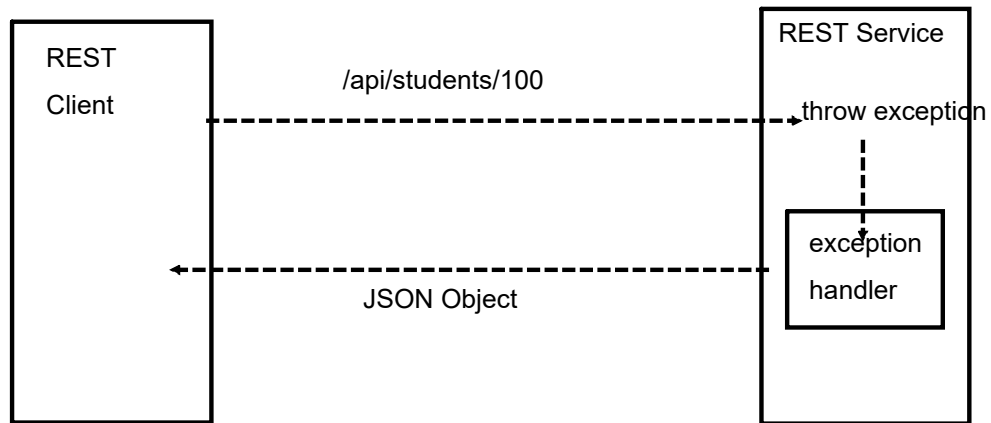 REST
Client
/api/students/100
JSON Object
REST Service
throw exception
exception
handler